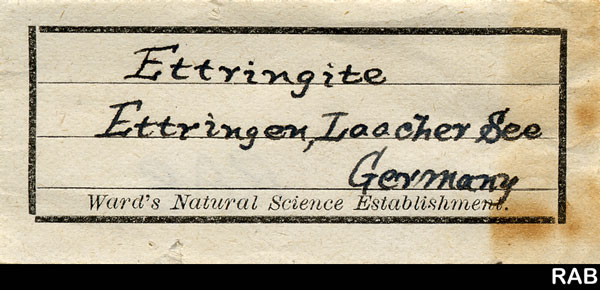 Ettringite
Ettringen, Laacher See
Germany
Ward's Natural Science Establishment.
RAB